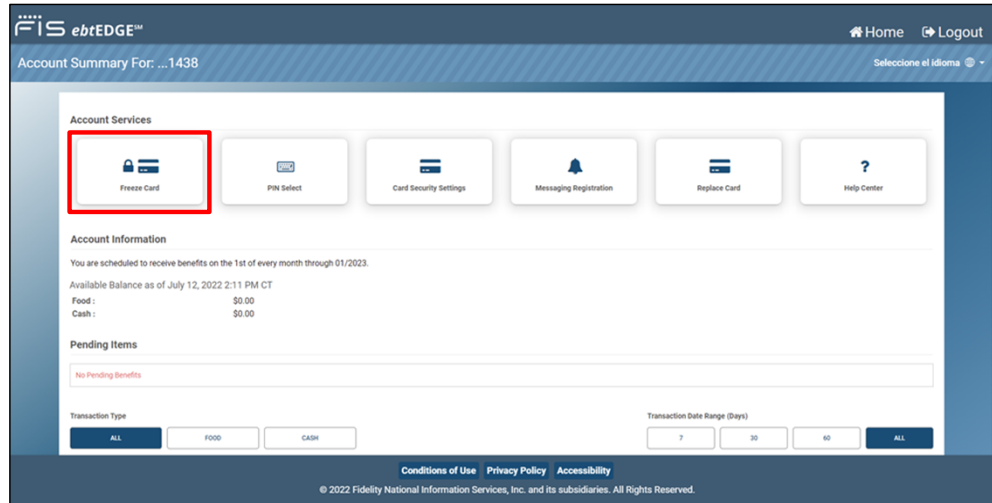 FIS ebtEDGE℠
Home Logout
Account Summary For: ...1438
Seleccione el idioma
Account Services
Freeze Card
PIN Select
Card Security Settings
Messaging Registration
Replace Card
?
Help Center
Account Information
You are scheduled to receive benefits on the 1st of every month through 01/2023.
Available Balance as of July 12, 2022 2:11 PM CT
Food : $0.00
Cash : $0.00
Pending Items
No Pending Benefits
Transaction Type
Transaction Date Range (Days)
ALL FOOD CASH
7 30 60 ALL
Conditions of Use Privacy Policy Accessibility
© 2022 Fidelity National Information Services, Inc. and its subsidiaries. All Rights Reserved.